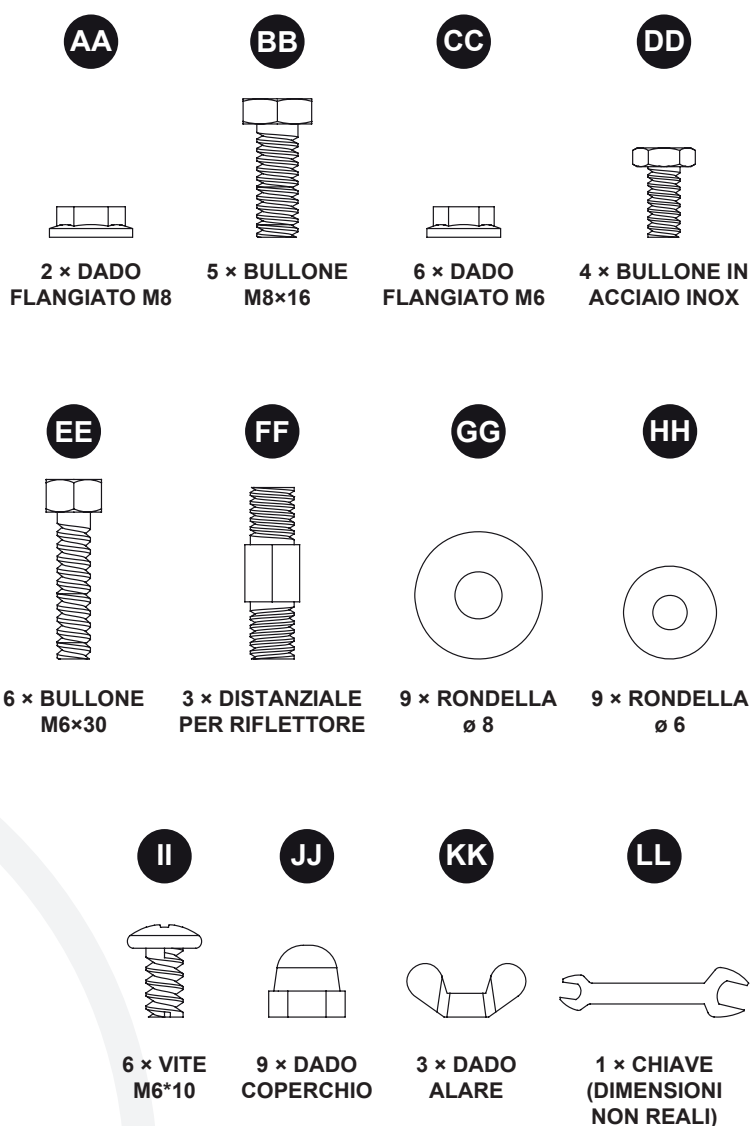 AA
BB
CC
DD
2 × DADO
FLANGIATO M8
5 × BULLONE
M8×16
6 × DADO
FLANGIATO M6
4 × BULLONE IN
ACCIAIO INOX
EE
FF
GG
HH
6 × BULLONE
M6×30
3 × DISTANZIALE
PER RIFLETTORE
9 × RONDELLA
ø 8
9 × RONDELLA
ø 6
II
JJ
KK
LL
6 × VITE
M6*10
9 × DADO
COPERCHIO
3 × DADO
ALARE
1 × CHIAVE
(DIMENSIONI
NON REALI)